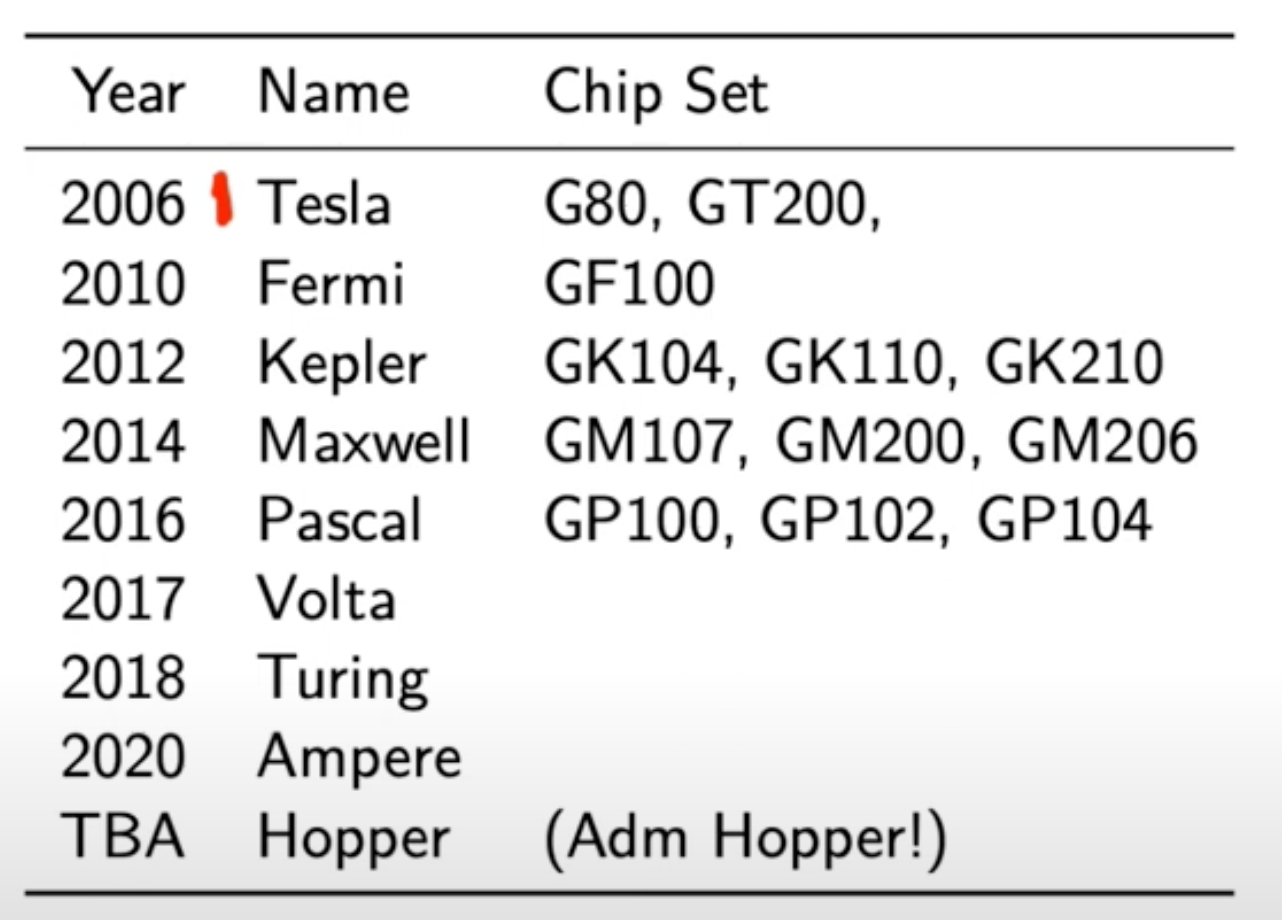 Year Name Chip Set
2006 Tesla G80, GT200,
2010 Fermi GF100
2012 Kepler GK104, GK110, GK210
2014 Maxwell GM107, GM200, GM206
2016 Pascal GP100, GP102, GP104
2017 Volta
2018 Turing
2020 Ampere
TBA Hopper (Adm Hopper!)